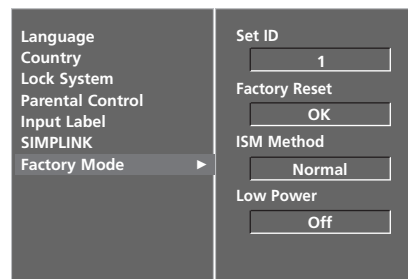 Language
Country
Lock System
Parental Control
Input Label
SIMPLINK
Factory Mode ►
Set ID
1
Factory Reset
OK
ISM Method
Normal
Low Power
Off